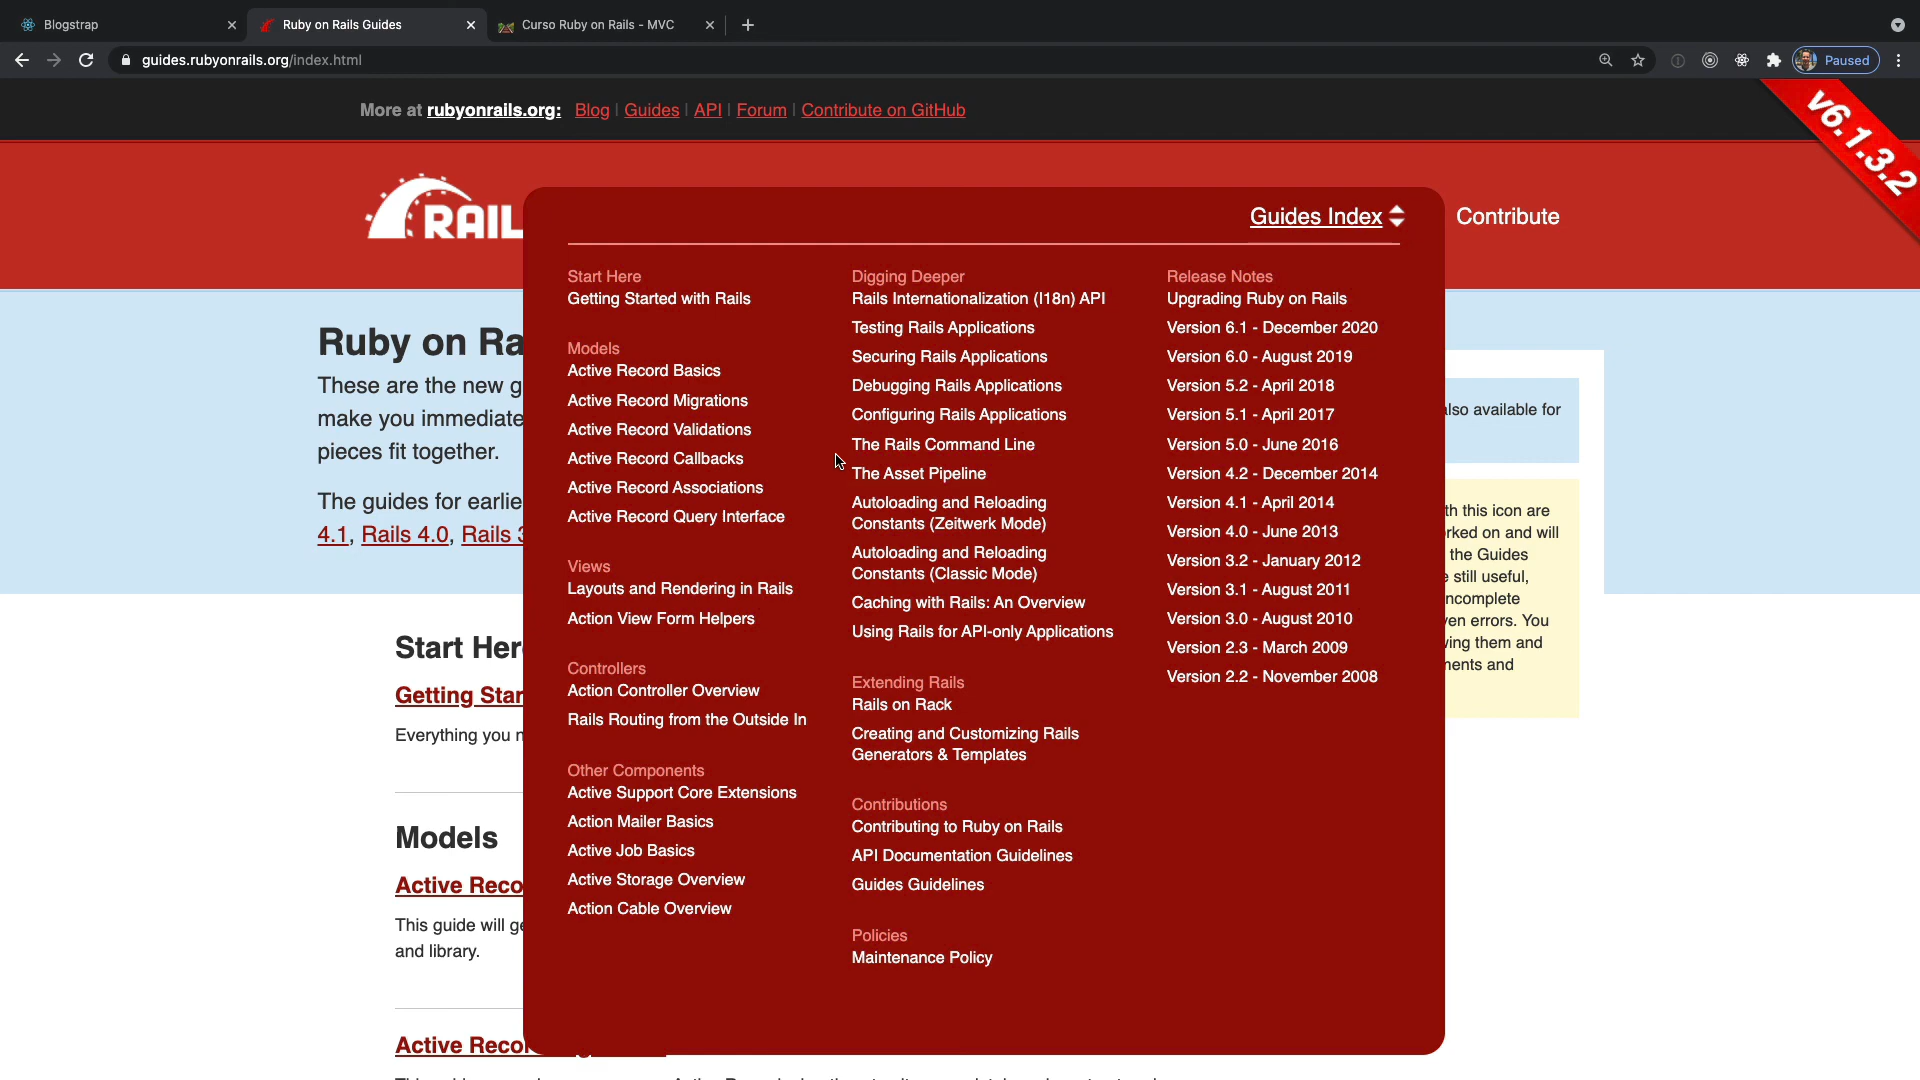 Blogstrap
Ruby on Rails Guides
Curso Ruby on Rails - MVC
guides.rubyonrails.org/index.html
Paused
More at rubyonrails.org: Blog | Guides | API | Forum | Contribute on GitHub
v6.1.3.2
RAIL
Guides Index
Contribute
Ruby on Ra
These are the new g
make you immediate
pieces fit together.
The guides for earlie
4.1, Rails 4.0, Rails 3
Start Her
Getting Star
Everything you n
Models
Active Reco
This guide will ge
and library.
Active Recor
Start Here
Getting Started with Rails
Models
Active Record Basics
Active Record Migrations
Active Record Validations
Active Record Callbacks
Active Record Associations
Active Record Query Interface
Views
Layouts and Rendering in Rails
Action View Form Helpers
Controllers
Action Controller Overview
Rails Routing from the Outside In
Other Components
Active Support Core Extensions
Action Mailer Basics
Active Job Basics
Active Storage Overview
Action Cable Overview
Digging Deeper
Rails Internationalization (I18n) API
Testing Rails Applications
Securing Rails Applications
Debugging Rails Applications
Configuring Rails Applications
The Rails Command Line
The Asset Pipeline
Autoloading and Reloading
Constants (Zeitwerk Mode)
Autoloading and Reloading
Constants (Classic Mode)
Caching with Rails: An Overview
Using Rails for API-only Applications
Extending Rails
Rails on Rack
Creating and Customizing Rails
Generators & Templates
Contributions
Contributing to Ruby on Rails
API Documentation Guidelines
Guides Guidelines
Policies
Maintenance Policy
Release Notes
Upgrading Ruby on Rails
Version 6.1 - December 2020
Version 6.0 - August 2019
Version 5.2 - April 2018
Version 5.1 - April 2017
Version 5.0 - June 2016
Version 4.2 - December 2014
Version 4.1 - April 2014
Version 4.0 - June 2013
Version 3.2 - January 2012
Version 3.1 - August 2011
Version 3.0 - August 2010
Version 2.3 - March 2009
Version 2.2 - November 2008
also available for
th this icon are
rked on and will
the Guides
still useful,
ncomplete
ven errors. You
ving them and
ments and